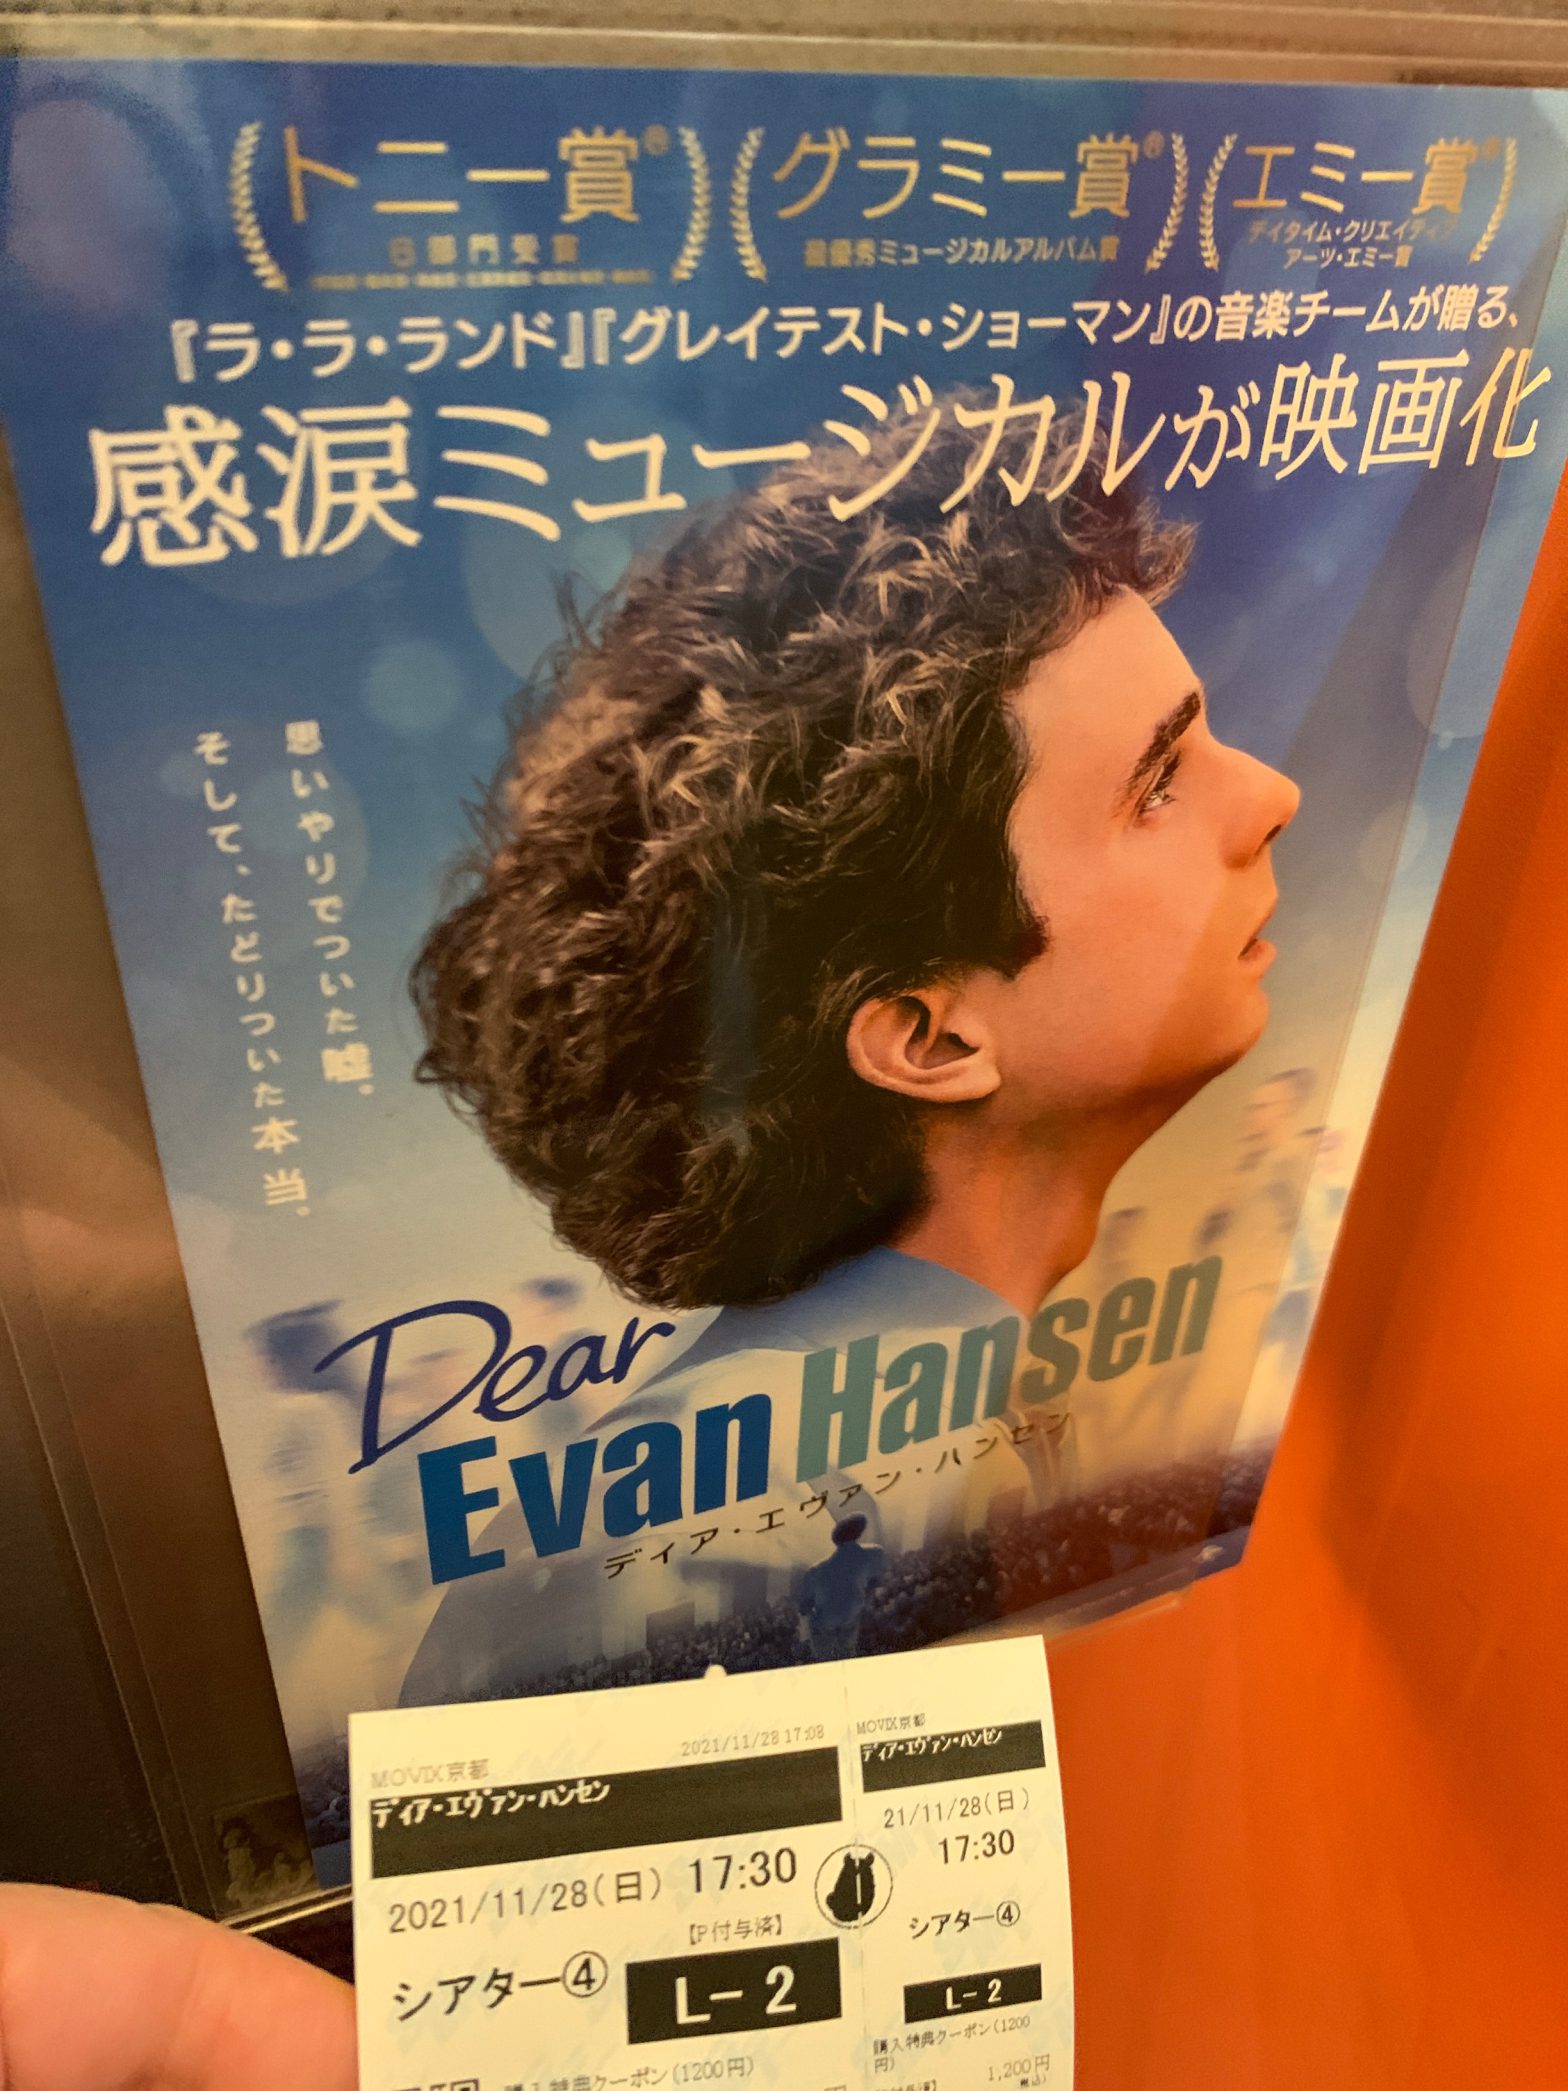 トニー賞®
6部門受賞
グラミー賞®
最優秀ミュージカルアルバム賞
エミー賞®
デイタイム・クリエイティブ
アーツ・エミー賞
『ラ・ラ・ランド』『グレイテスト・ショーマン』の音楽チームが贈る、
感涙ミュージカルが映画化
思いやりでついた嘘。
そして、たどりついた本当。
Dear
Evan Hansen
ディア・エヴァン・ハンセン
MOVIX京都
2021/11/28 17:08
ディア・エヴァン・ハンセン
2021/11/28(日) 17:30
【P付与済】
シアター④
L-2
購入特典クーポン(1200円)
MOVIX京都
ディア・エヴァン・ハンセン
21/11/28(日)
17:30
シアター④
L-2
購入特典クーポン(1200
円)
1,200円